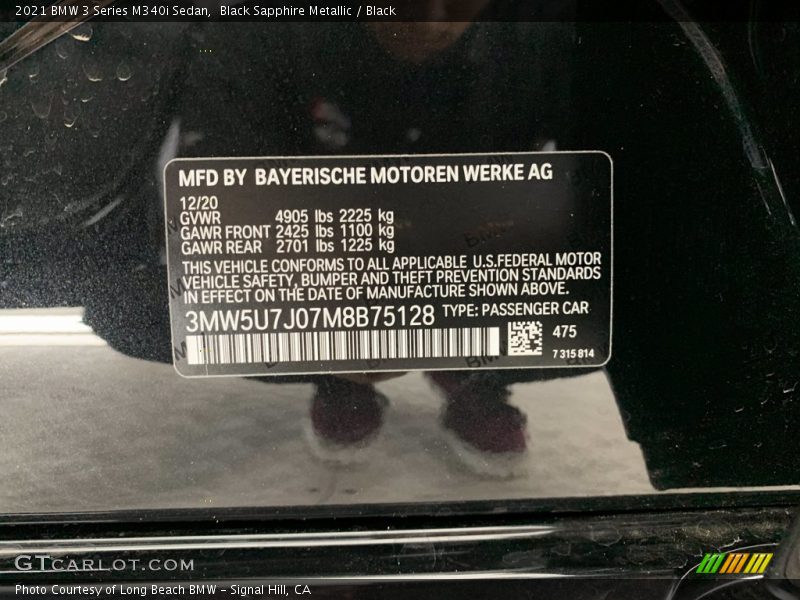 2021 BMW 3 Series M340i Sedan,  Black Sapphire Metallic / Black
MFD BY BAYERISCHE MOTOREN WERKE AG
12/20
GVWR 4905 lbs 2225 kg
GAWR FRONT 2425 lbs 1100 kg
GAWR REAR 2701 lbs 1225 kg
THIS VEHICLE CONFORMS TO ALL APPLICABLE U.S.FEDERAL MOTOR
VEHICLE SAFETY, BUMPER AND THEFT PREVENTION STANDARDS
IN EFFECT ON THE DATE OF MANUFACTURE SHOWN ABOVE.
3MW5U7J07M8B75128 TYPE: PASSENGER CAR
475
7 315 814
GTCARLOT.COM
Photo Courtesy of Long Beach BMW - Signal Hill, CA